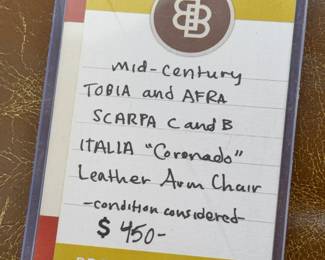 mid-century
TOBIA and AFRA
SCARPA C and B
ITALIA "Coronado"
Leather Arm Chair
-condition considered-
$ 450-